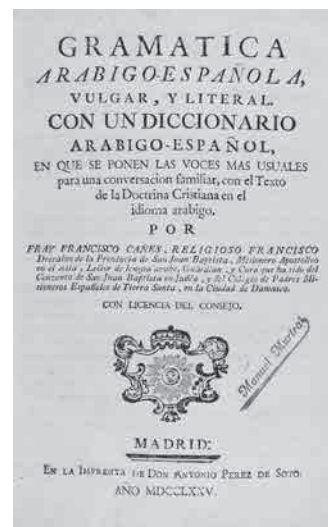 GRAMATICA
ARABIGO-ESPAÑOLA,
VULGAR, Y LITERAL.
CON UN DICCIONARIO
ARABIGO-ESPAÑOL,
EN QUE SE PONEN LAS VOCES MAS USUALES
para una conversacion familiar, con el Texto
de la Doctrina Cristiana en el
idioma arabigo.
POR
FRAY FRANCISCO CAÑES, RELIGIOSO FRANCISCO
Descalzo de la Provincia de San Juan Baptista, Misionero Apostolico
en el Asia, Lector de lengua arabe, Guardian, y Cura que ha sido del
Convento de San Juan Baptista en Judéa, y del Colegio de Padres Mi-
sioneros Españoles de Tierra Santa, en la Ciudad de Damasco.
CON LICENCIA DEL CONSEJO.
Manuel
MADRID:
EN LA IMPRENTA DE DON ANTONIO PEREZ DE SOTO.
AÑO MDCCLXXV.